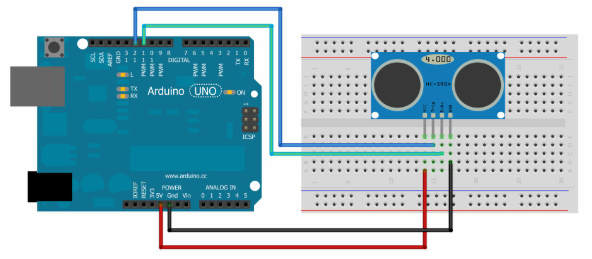 SCL
SDA
AREF
GND
13
12
11
10
9
8
7
6
5
4
3
2
1
0
PWM
PWM
PWM
PWM
PWM
PWM
TX
RX
DIGITAL
L
TX
RX
Arduino UNO
ON
1
ICSP
www.arduino.cc
POWER
ANALOG IN
IOREF
RESET
3V3
5V
Gnd
Vin
0 1 2 3 4 5
4.000
HC-SR04
VCC
Trig
Echo
GND